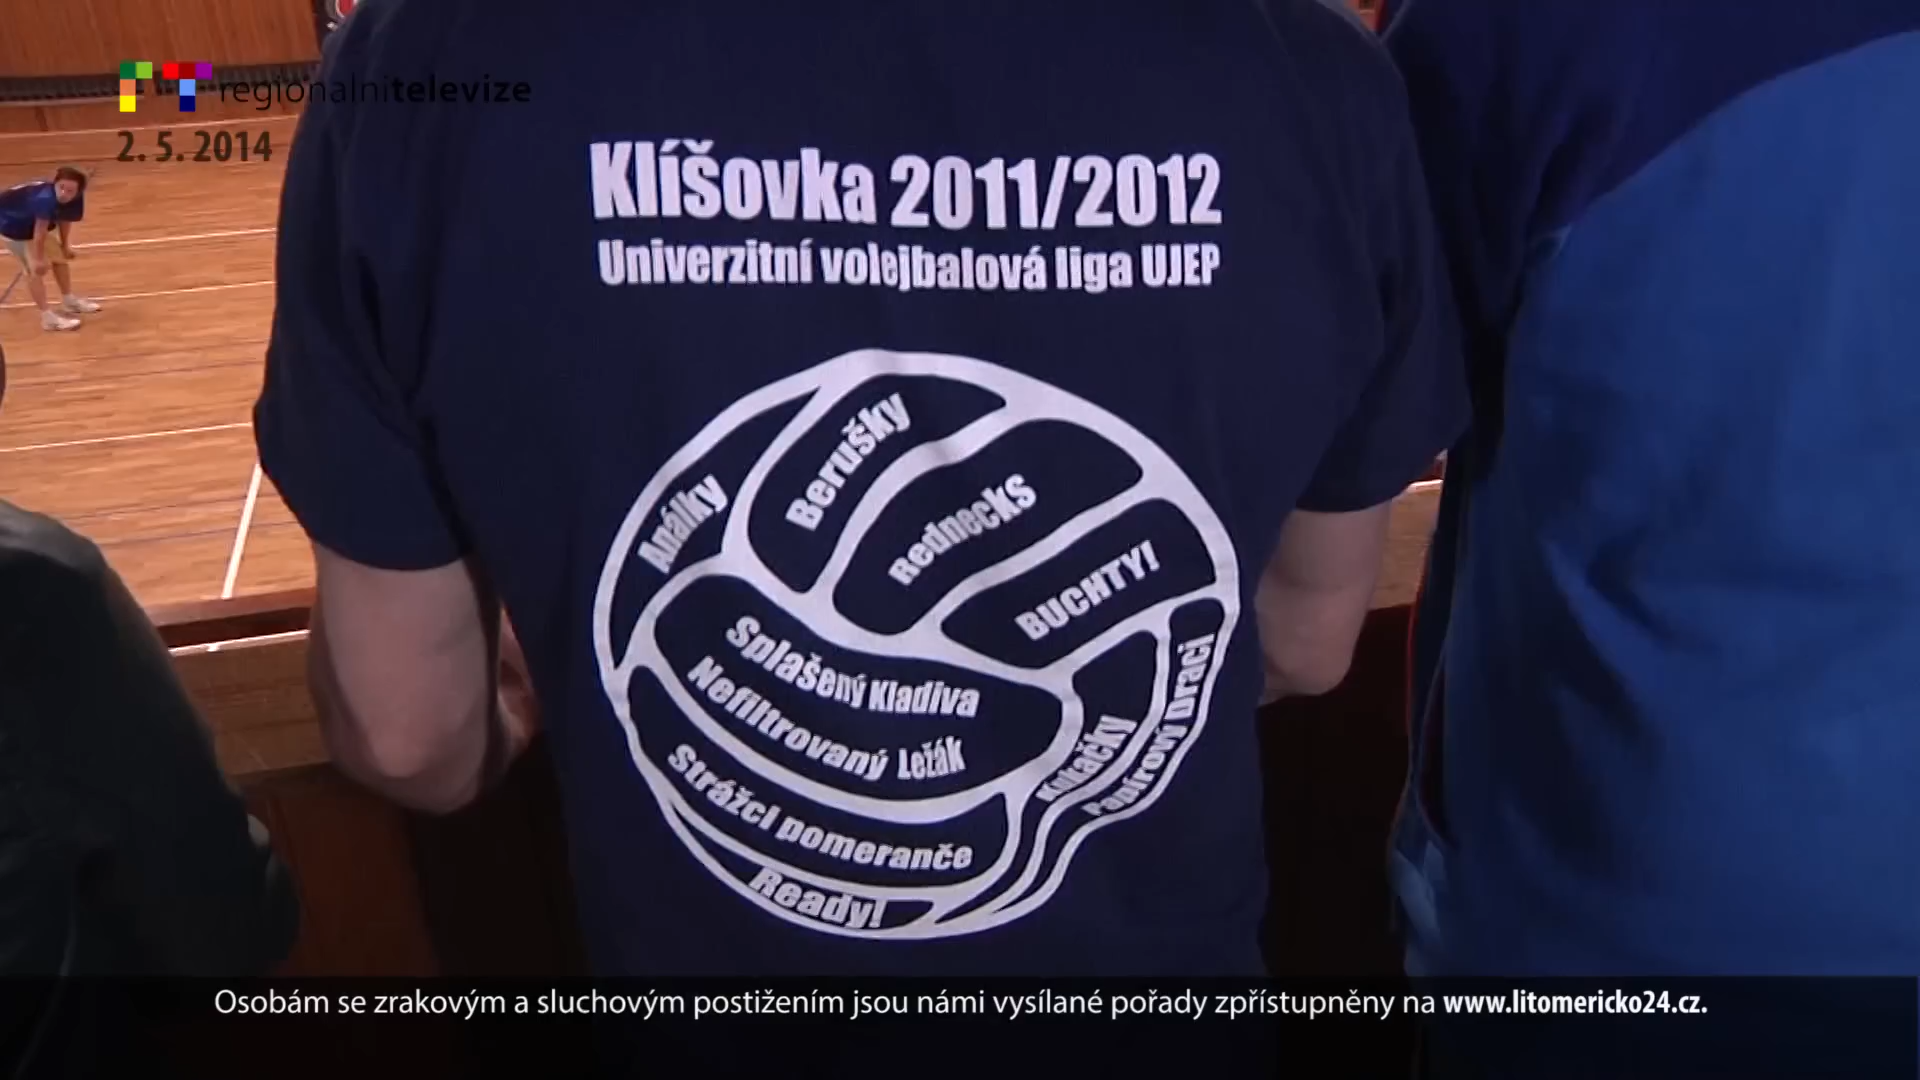 regionalnitelevize
2. 5. 2014
Klíšovka 2011/2012
Univerzitní volejbalová liga UJEP
Análky
Berušky
Rednecks
BUCHTY!
Splašený Kladiva
Nefiltrovaný Ležák
Strážci pomeranče
Ready!
Kukačky
Papírový Draci
Osobám se zrakovým a sluchovým postižením jsou námi vysílané pořady zpřístupněny na www.litomericko24.cz.